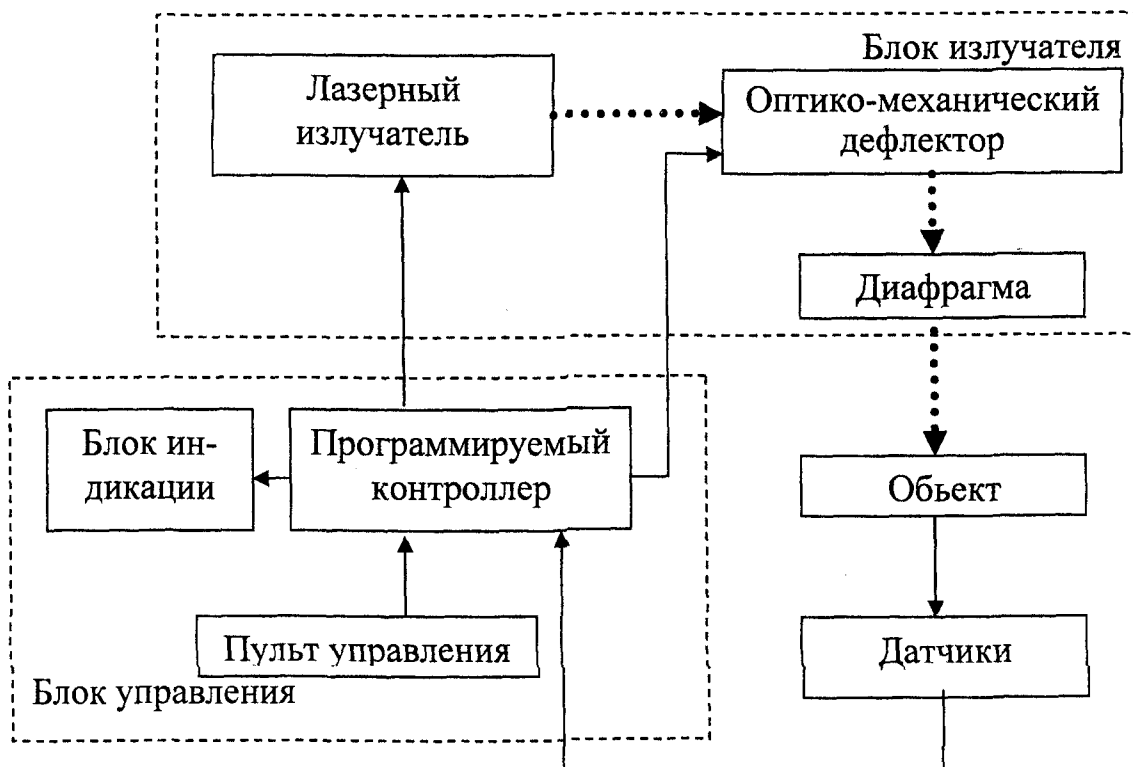 Блок излучателя
Лазерный
излучатель
Оптико-механический
дефлектор
Диафрагма
Блок ин-
дикации
Программируемый
контроллер
Обьект
Пульт управления
Датчики
Блок управления